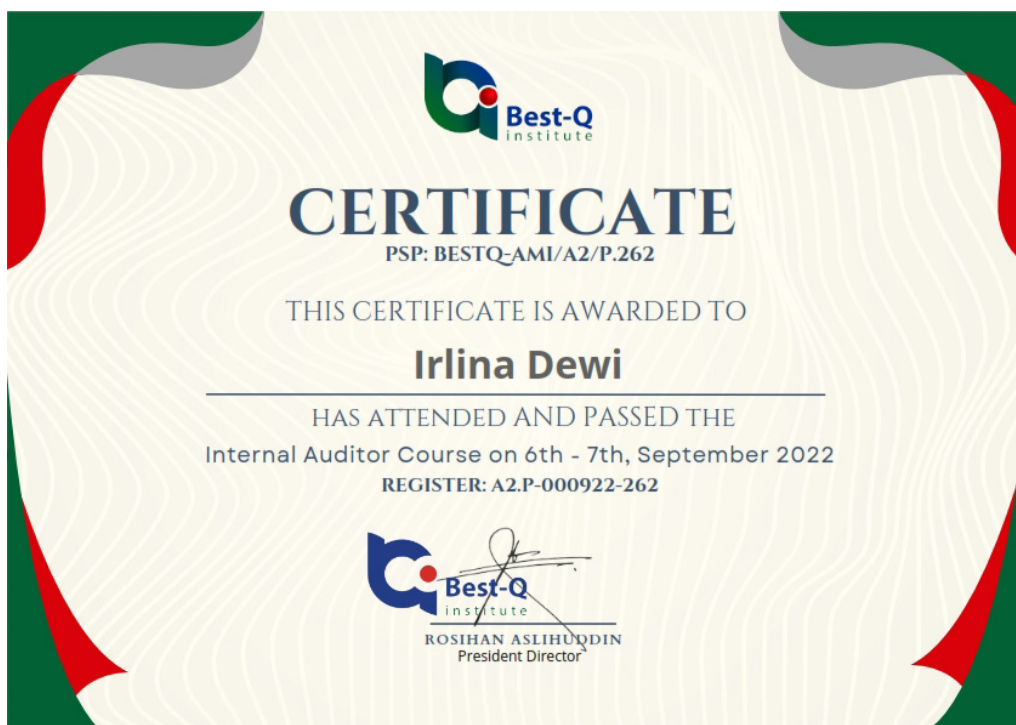 Best-Q
institute
CERTIFICATE
PSP: BESTQ-AMI/A2/P.262
THIS CERTIFICATE IS AWARDED TO
Irlina Dewi
HAS ATTENDED AND PASSED THE
Internal Auditor Course on 6th - 7th, September 2022
REGISTER: A2.P-000922-262
Best-Q
institute
ROSIHAN ASLIHUDDIN
President Director